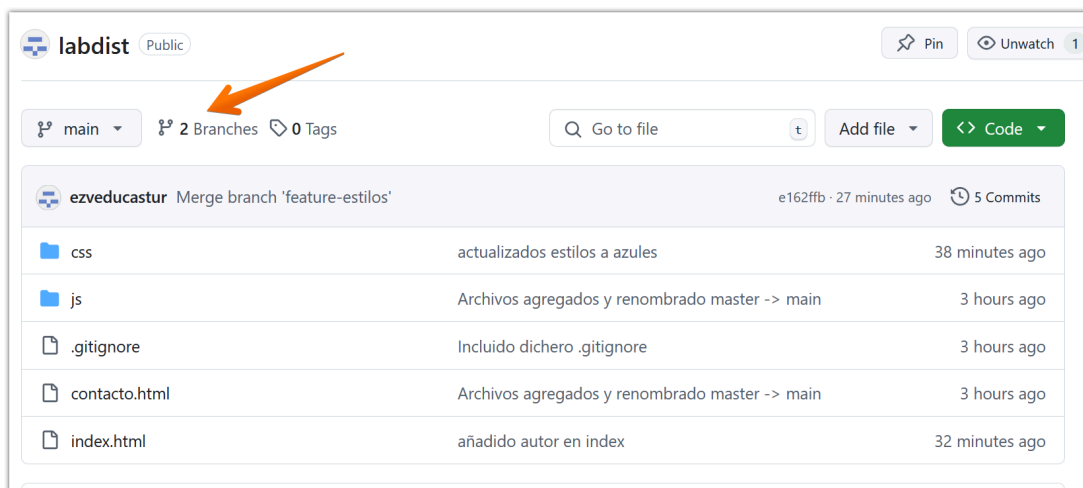 labdist Public Pin Unwatch 1
main 2 Branches 0 Tags Go to file t Add file Code
ezveducastur Merge branch 'feature-estilos' e162ffb · 27 minutes ago 5 Commits
css actualizados estilos a azules 38 minutes ago
js Archivos agregados y renombrado master -> main 3 hours ago
.gitignore Incluido dichero .gitignore 3 hours ago
contacto.html Archivos agregados y renombrado master -> main 3 hours ago
index.html añadido autor en index 32 minutes ago